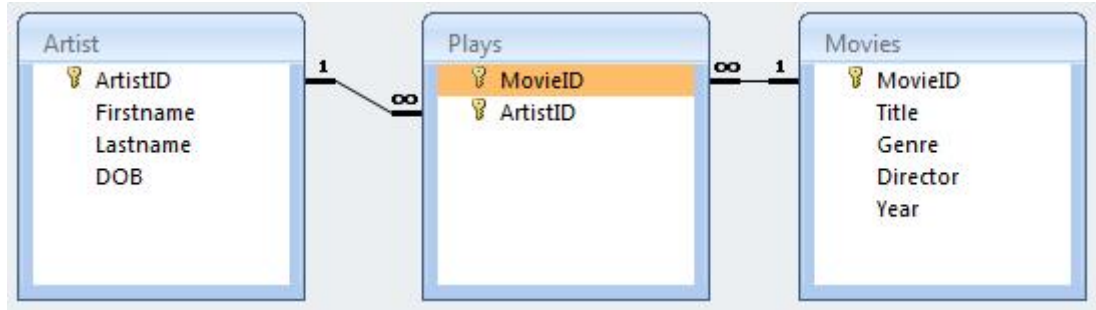 Artist
ArtistID
Firstname
Lastname
DOB
1
∞
Plays
MovieID
ArtistID
∞
1
Movies
MovieID
Title
Genre
Director
Year